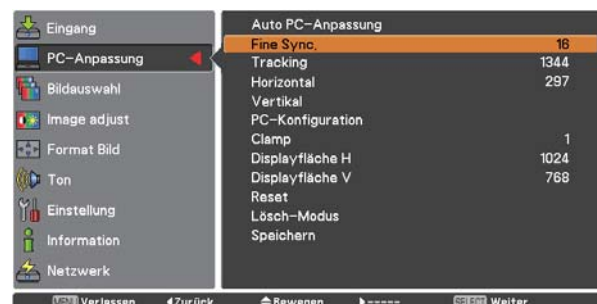 Eingang
PC-Anpassung
Bildauswahl
Image adjust
Format Bild
Ton
Einstellung
Information
Netzwerk
Auto PC-Anpassung
Fine Sync. 16
Tracking 1344
Horizontal 297
Vertikal
PC-Konfiguration
Clamp 1
Displayfläche H 1024
Displayfläche V 768
Reset
Lösch-Modus
Speichern
MENU Verlassen Zurück Bewegen ----- SELECT Weiter